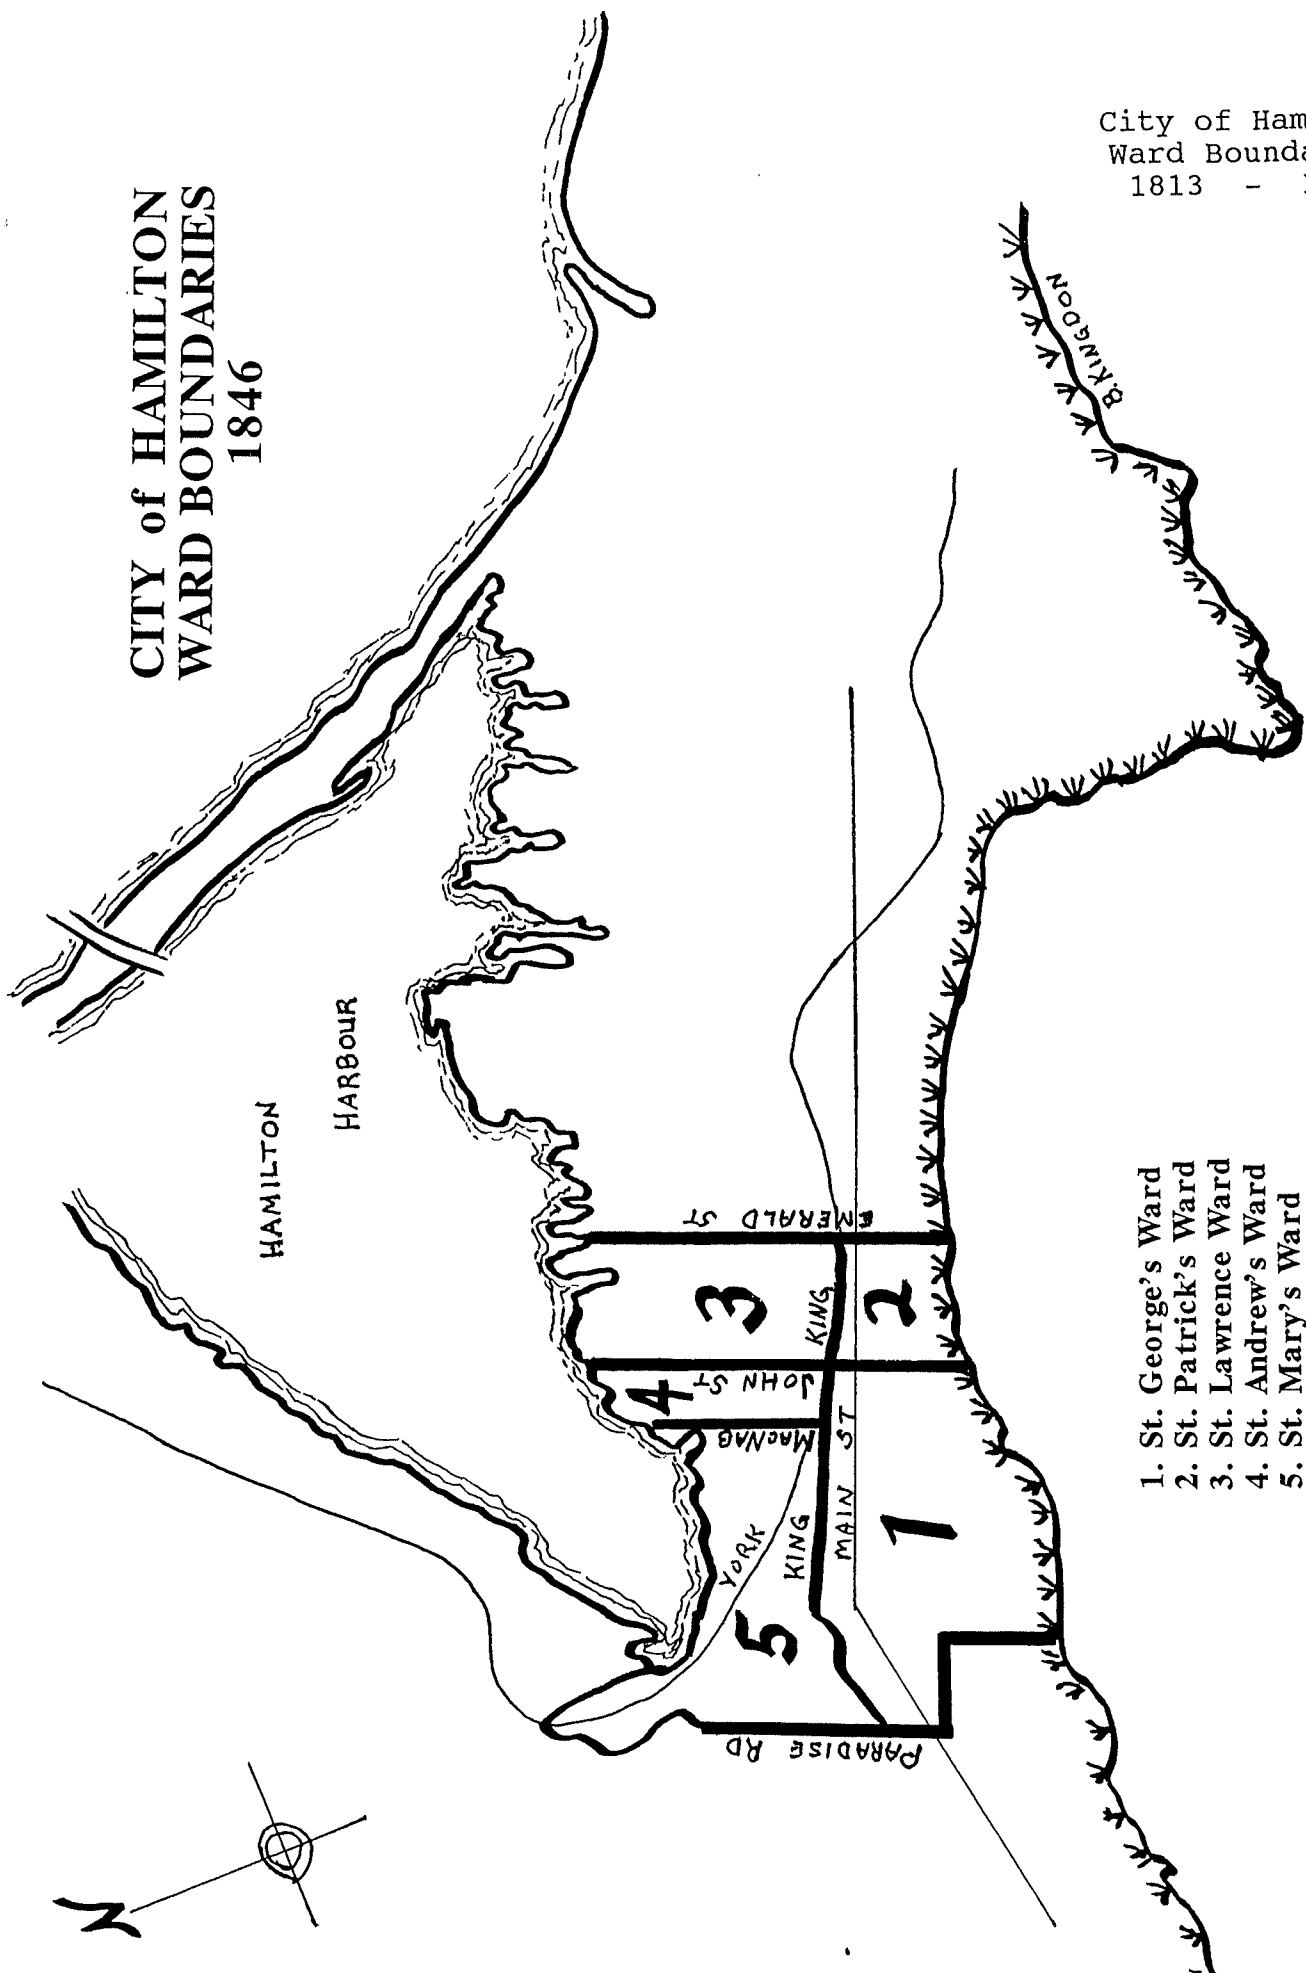 CITY of HAMILTON
WARD BOUNDARIES
1846
City of Ham
Ward Bounda
1813 -
HAMILTON
HARBOUR
N
B.KINGDON
EMERALD ST
JOHN ST
MACNAB
YORK
KING
KING
MAIN ST
PARADISE RD
3
2
4
1
5
1. St. George's Ward
2. St. Patrick's Ward
3. St. Lawrence Ward
4. St. Andrew's Ward
5. St. Mary's Ward